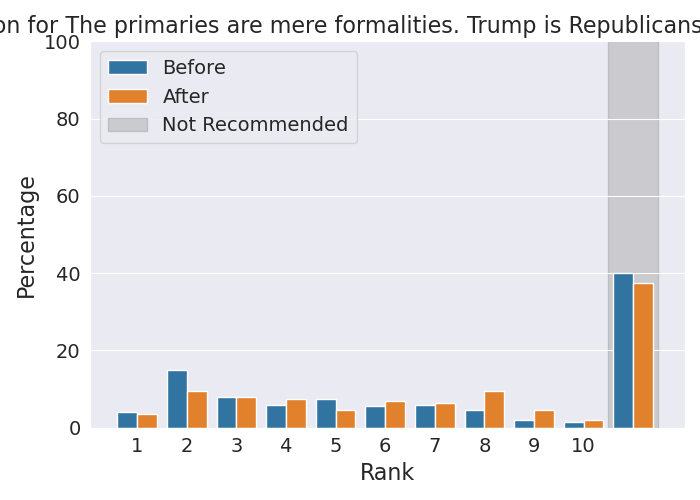 on for The primaries are mere formalities. Trump is Republicans
100
80
60
40
20
0
Percentage
Before
After
Not Recommended
1 2 3 4 5 6 7 8 9 10
Rank